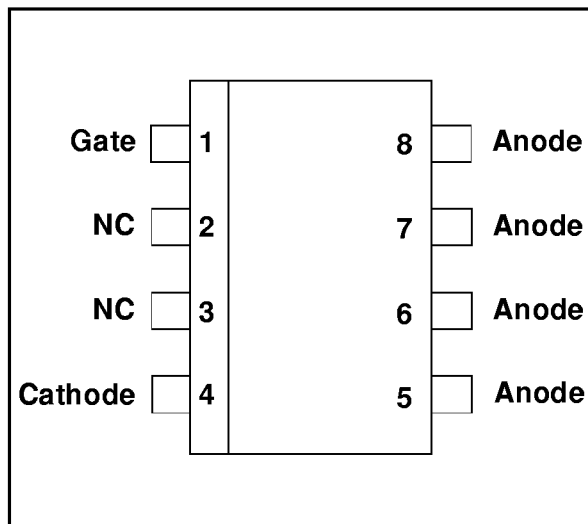 Gate 1 8 Anode
NC 2 7 Anode
NC 3 6 Anode
Cathode 4 5 Anode